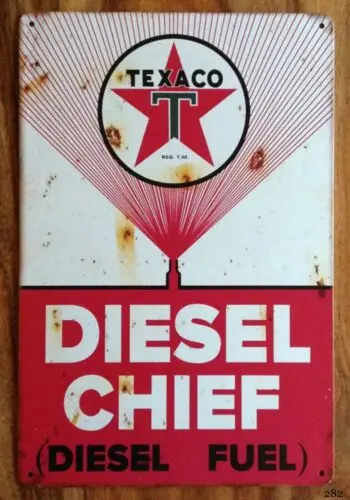 TEXACO
T
REG. T.M.
DIESEL
CHIEF
(DIESEL FUEL)
282